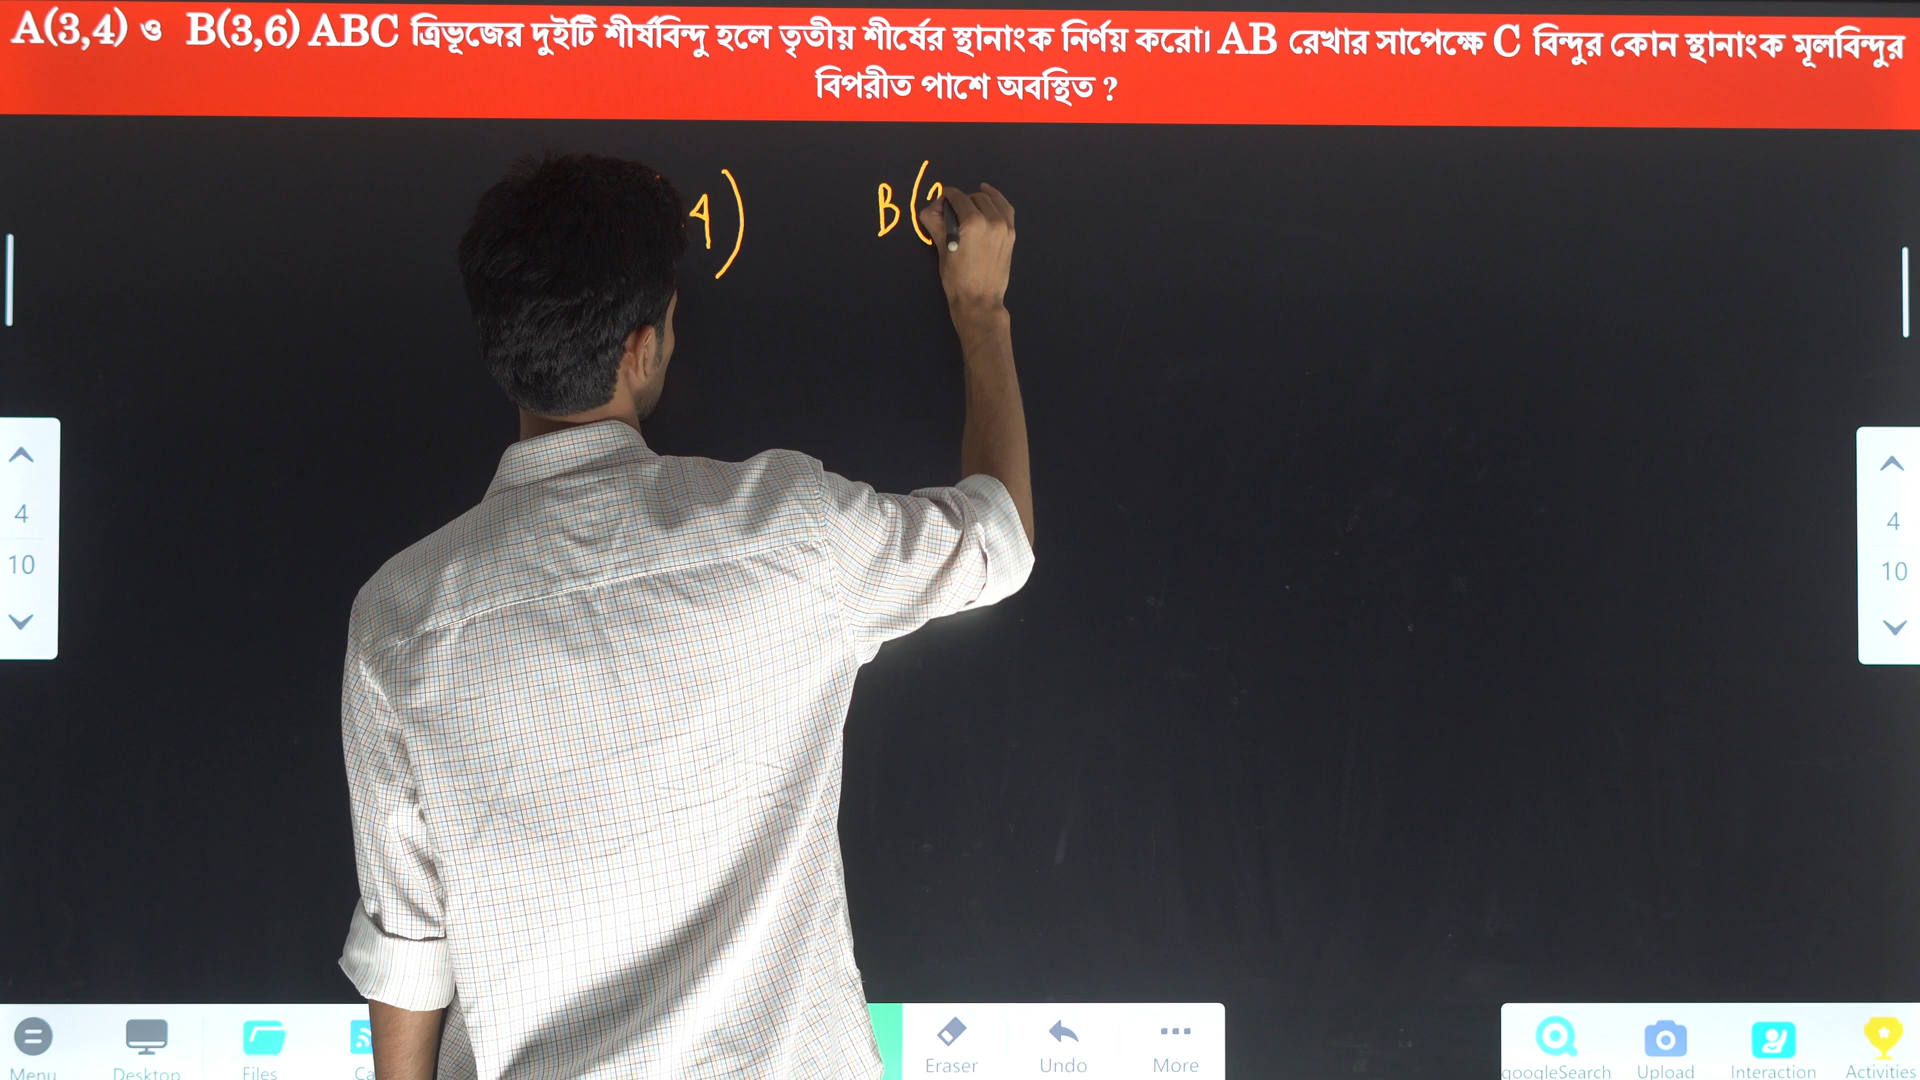 A(3,4) ও B(3,6) ABC ত্রিভূজের দুইটি শীর্ষবিন্দু হলে তৃতীয় শীর্ষের স্থানাংক নির্ণয় করো। AB রেখার সাপেক্ষে C বিন্দুর কোন স্থানাংক মূলবিন্দুর
বিপরীত পাশে অবস্থিত ?
4) B(
4
10
4
10
Menu Desktop Files Ca Eraser Undo More googleSearch Upload Interaction Activities